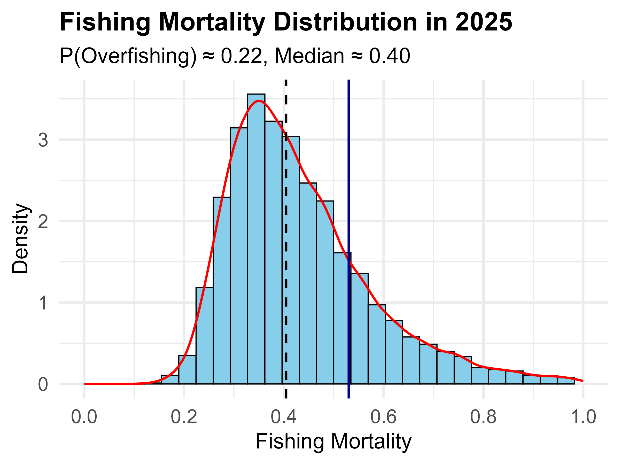 Fishing Mortality Distribution in 2025
P(Overfishing) ≈ 0.22, Median ≈ 0.40
3
2
1
0
Density
0.0 0.2 0.4 0.6 0.8 1.0
Fishing Mortality